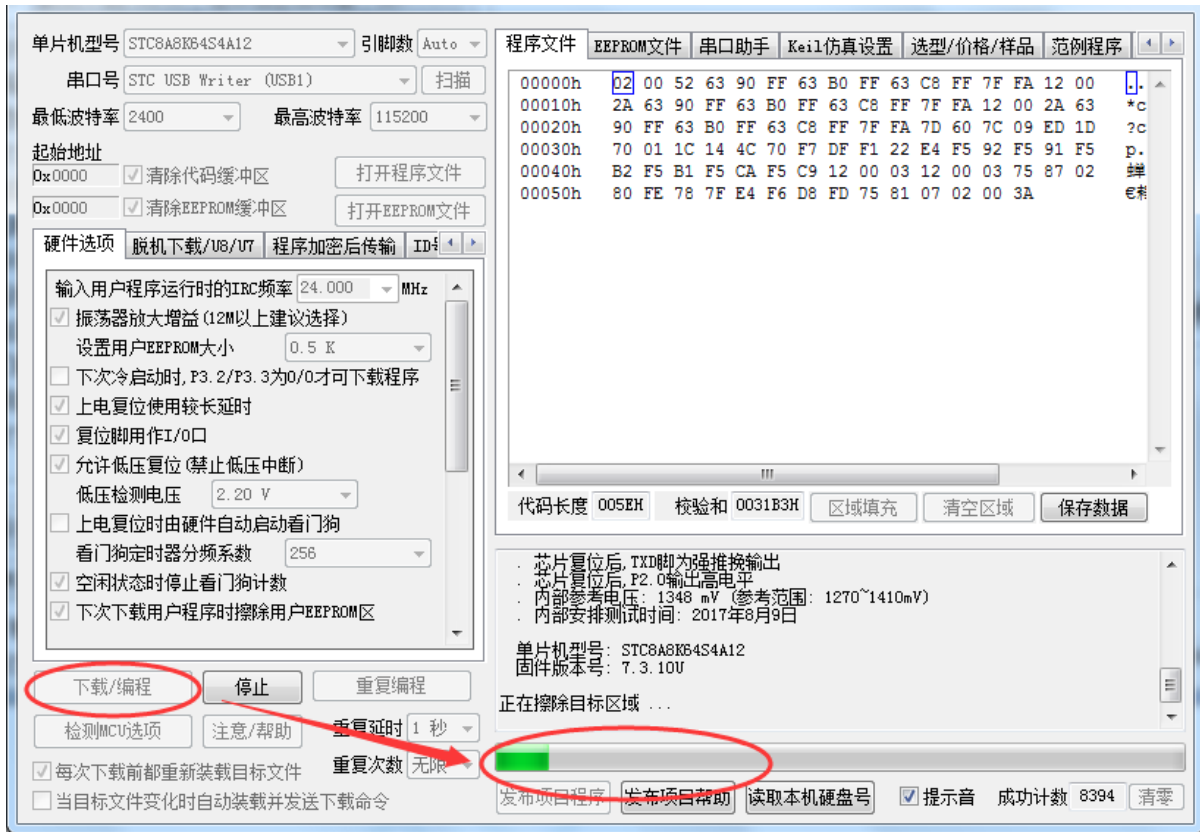 单片机型号 STC8A8K64S4A12 引脚数 Auto
串口号 STC USB Writer (USB1) 扫描
最低波特率 2400 最高波特率 115200
起始地址
0x0000 清除代码缓冲区 打开程序文件
0x0000 清除EEPROM缓冲区 打开EEPROM文件
硬件选项 脱机下载/U8/U7 程序加密后传输
输入用户程序运行时的IRC频率 24.000 MHz
振荡器放大增益(12M以上建议选择)
设置用户EEPROM大小 0.5 K
下次冷启动时,P3.2/P3.3为0/0才可下载程序
上电复位使用较长延时
复位脚用作I/O口
允许低压复位(禁止低压中断)
低压检测电压 2.20 V
上电复位时由硬件自动启动看门狗
看门狗定时器分频系数 256
空闲状态时停止看门狗计数
下次下载用户程序时擦除用户EEPROM区
下载/编程 停止 重复编程
检测MCU选项 注意/帮助 重复延时 1 秒
重复次数 无限
每次下载前都重新装载目标文件
当目标文件变化时自动装载并发送下载命令
程序文件 EEPROM文件 串口助手 Keil仿真设置 选型/价格/样品 范例程序
00000h 02 00 52 63 90 FF 63 B0 FF 63 C8 FF 7F FA 12 00 ..
00010h 2A 63 90 FF 63 B0 FF 63 C8 FF 7F FA 12 00 2A 63 *c
00020h 90 FF 63 B0 FF 63 C8 FF 7F FA 7D 60 7C 09 ED 1D ?c
00030h 70 01 1C 14 4C 70 F7 DF F1 22 E4 F5 92 F5 91 F5 p.
00040h B2 F5 B1 F5 CA F5 C9 12 00 03 12 00 03 75 87 02
00050h 80 FE 78 7F E4 F6 D8 FD 75 81 07 02 00 3A
代码长度 005EH 校验和 0031B3H 区域填充 清空区域 保存数据
. 芯片复位后,TXD脚为强推挽输出
. 芯片复位后,P2.0输出高电平
. 内部参考电压: 1348 mV (参考范围: 1270~1410mV)
. 内部安排测试时间: 2017年8月9日
单片机型号: STC8A8K64S4A12
固件版本号: 7.3.10U
正在擦除目标区域 ...
发布项目程序 发布项目帮助 读取本机硬盘号 提示音 成功计数 8394 清零